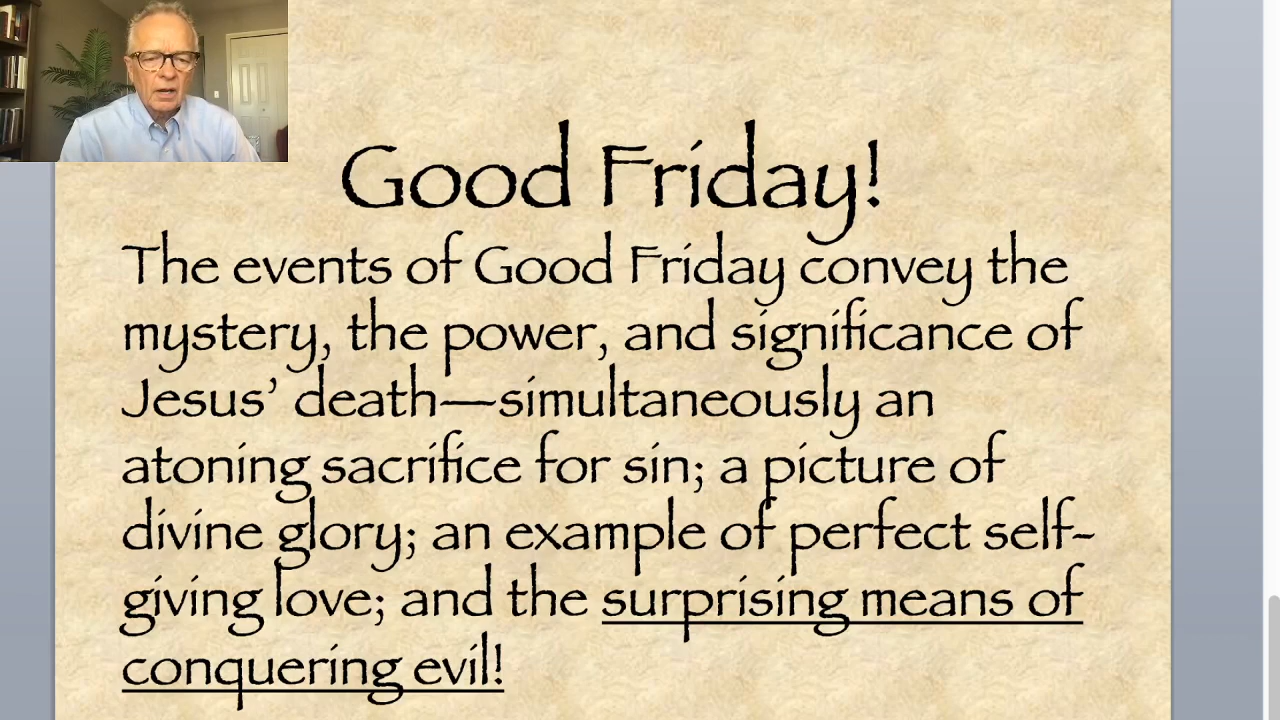 Good Friday!
The events of Good Friday convey the
mystery, the power, and significance of
Jesus’ death—simultaneously an
atoning sacrifice for sin; a picture of
divine glory; an example of perfect self-
giving love; and the surprising means of
conquering evil!